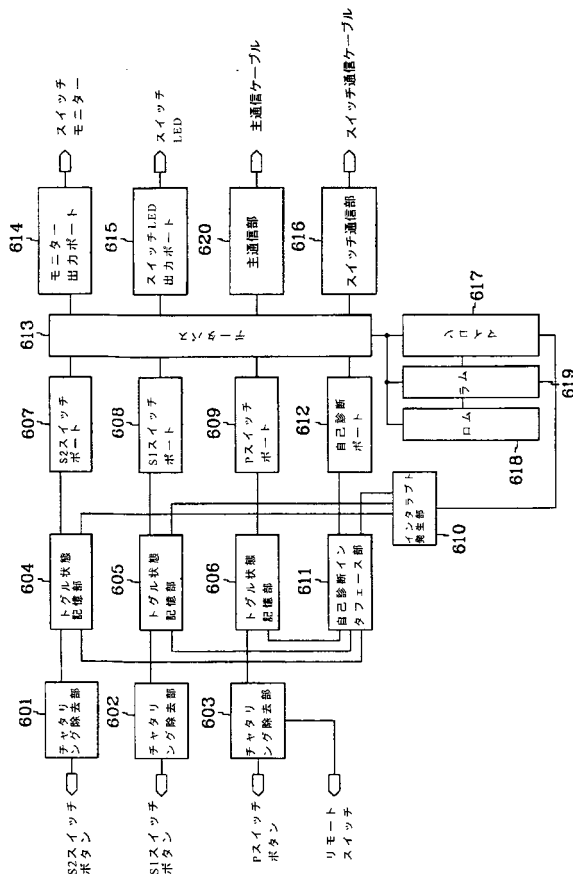 スイッチ
モニター
スイッチ
LED
主通信ケーブル
スイッチ通信ケーブル
614
モニター
出力ポート
615
スイッチLED
出力ポート
620
主通信部
616
スイッチ通信部
613
データバス
617
マイコン
ラム
619
ロム
618
607
S2スイッチ
ポート
608
S1スイッチ
ポート
609
Pスイッチ
ポート
612
自己診断
ポート
インタラプト
発生部
610
604
トグル状態
記憶部
605
トグル状態
記憶部
606
トグル状態
記憶部
611
自己診断イン
タフェース部
601
チャタリ
ング除去部
602
チャタリ
ング除去部
603
チャタリ
ング除去部
S2スイッチ
ボタン
S1スイッチ
ボタン
Pスイッチ
ボタン
リモート
スイッチ